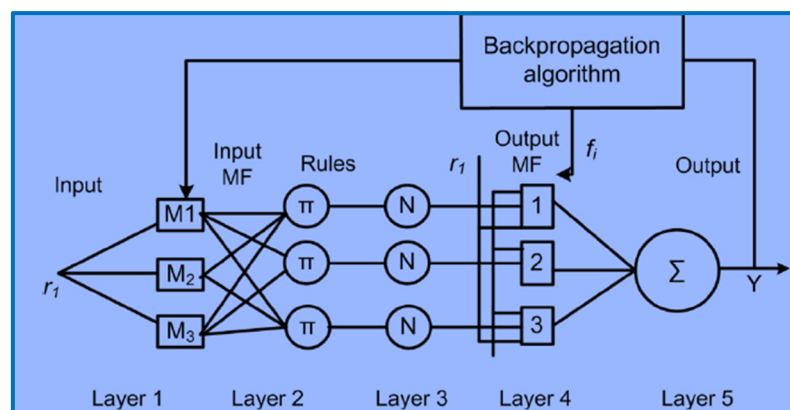 Backpropagation
algorithm
Input
Input
MF
Rules
r₁
Output
MF
fᵢ
Output
M1
π
N
1
r₁
M₂
π
N
2
Σ
Y
M₃
π
N
3
r₁
Layer 1
Layer 2
Layer 3
Layer 4
Layer 5